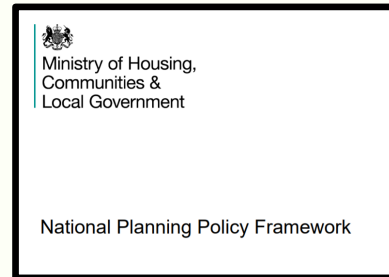 Ministry of Housing,
Communities &
Local Government
National Planning Policy Framework